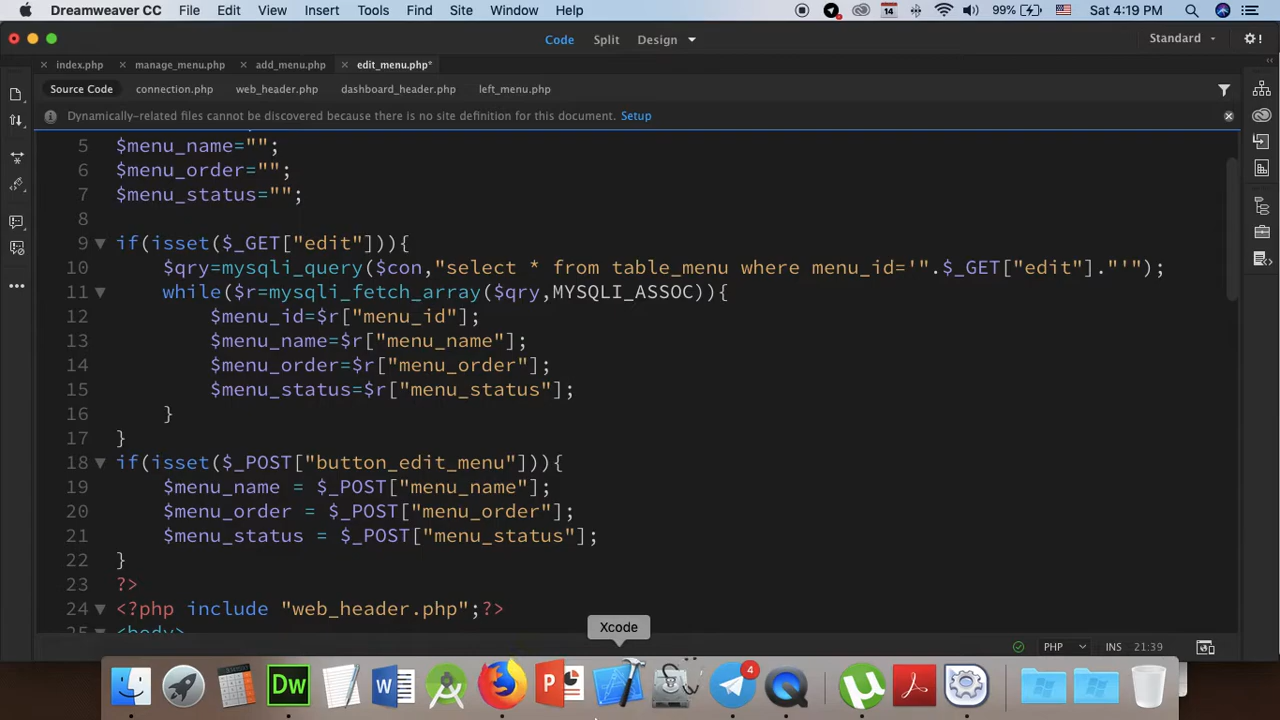 Dreamweaver CC File Edit View Insert Tools Find Site Window Help 14 99% Sat 4:19 PM
Code Split Design Standard
index.php manage_menu.php add_menu.php edit_menu.php*
Source Code connection.php web_header.php dashboard_header.php left_menu.php
Dynamically-related files cannot be discovered because there is no site definition for this document. Setup
5 $menu_name="";
6 $menu_order="";
7 $menu_status="";
8
9 if(isset($_GET["edit"])){
10 $qry=mysqli_query($con,"select * from table_menu where menu_id='".$_GET["edit"]."'");
11 while($r=mysqli_fetch_array($qry,MYSQLI_ASSOC)){
12 $menu_id=$r["menu_id"];
13 $menu_name=$r["menu_name"];
14 $menu_order=$r["menu_order"];
15 $menu_status=$r["menu_status"];
16 }
17 }
18 if(isset($_POST["button_edit_menu"])){
19 $menu_name = $_POST["menu_name"];
20 $menu_order = $_POST["menu_order"];
21 $menu_status = $_POST["menu_status"];
22 }
23 ?>
24 <?php include "web_header.php";?>
25 <body>
Xcode
PHP INS 21:39
Dw W P 4